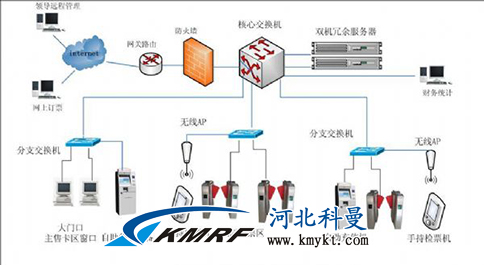 领导远程管理
internet
网上订票
网关路由
防火墙
核心交换机
双机冗余服务器
财务统计
分支交换机
无线AP
分支交换机
无线AP
大门口
主售卡区窗口
自助
手持检票机
KMRF
河北科曼
www.kmykt.com